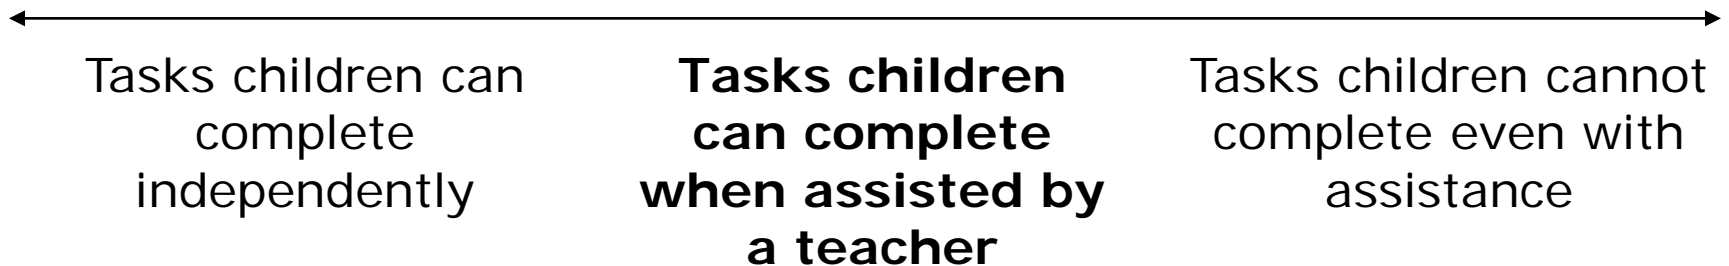 Tasks children can
complete
independently
Tasks children
can complete
when assisted by
a teacher
Tasks children cannot
complete even with
assistance